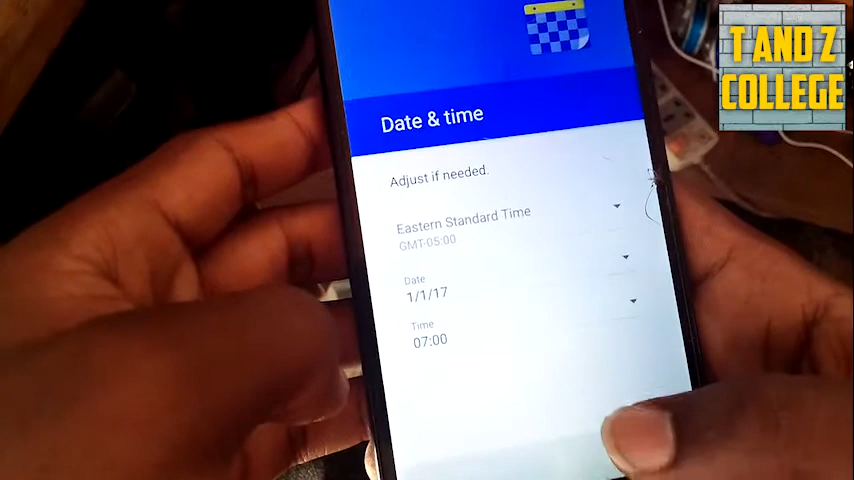 T AND Z
COLLEGE
Date & time
Adjust if needed.
Eastern Standard Time
GMT-05:00
Date
1/1/17
Time
07:00